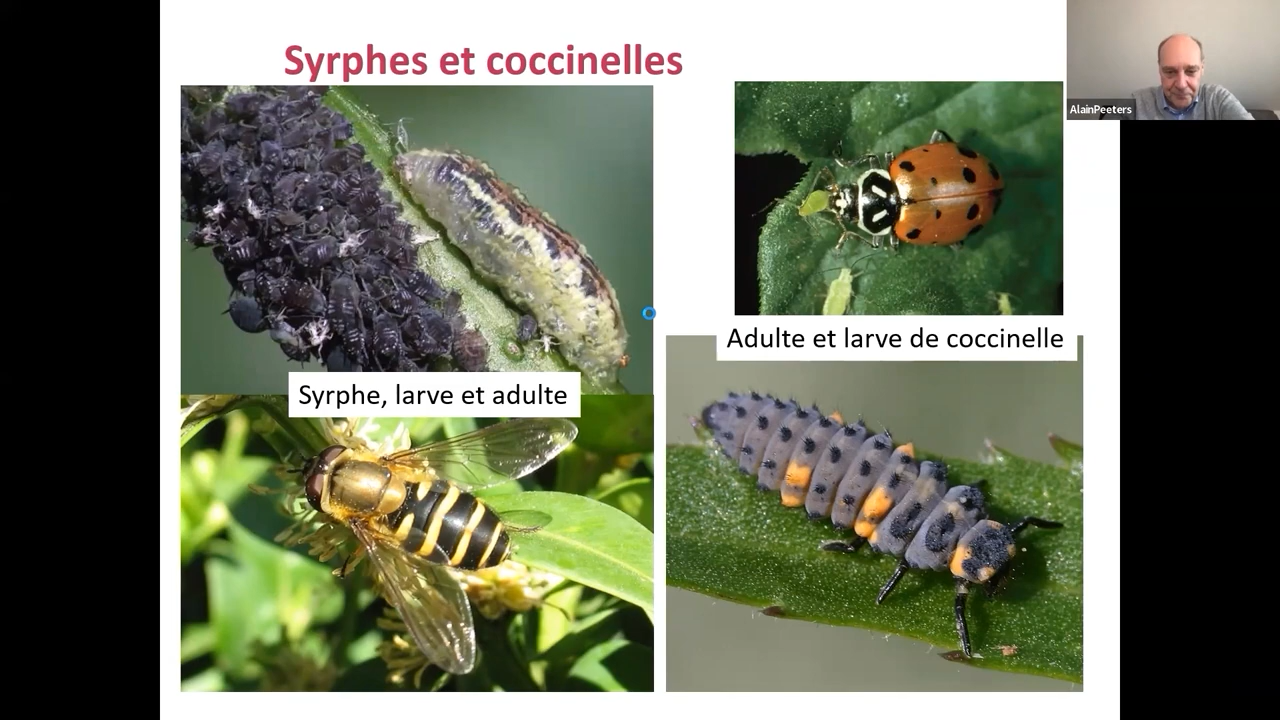 Syrphes et coccinelles
AlainPeeters
Adulte et larve de coccinelle
Syrphe, larve et adulte